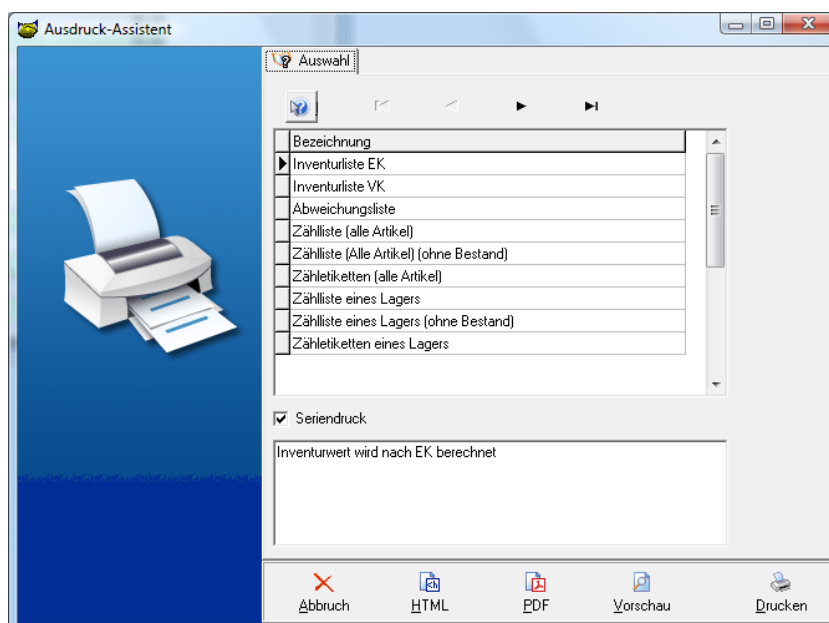 Ausdruck-Assistent
Auswahl
Bezeichnung
Inventurliste EK
Inventurliste VK
Abweichungsliste
Zählliste (alle Artikel)
Zählliste (Alle Artikel) (ohne Bestand)
Zähletiketten (alle Artikel)
Zählliste eines Lagers
Zählliste eines Lagers (ohne Bestand)
Zähletiketten eines Lagers
Seriendruck
Inventurwert wird nach EK berechnet
Abbruch HTML PDF Vorschau Drucken